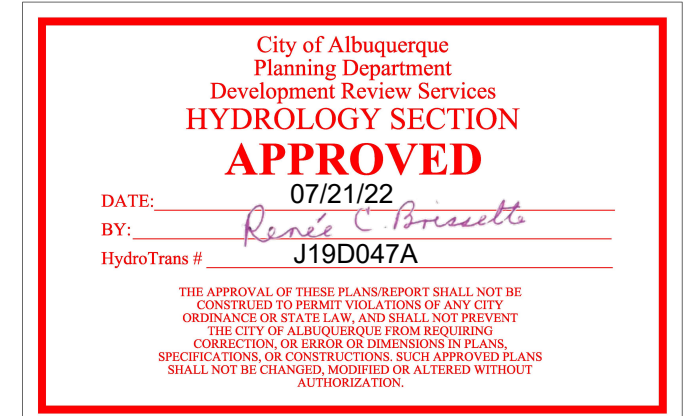 City of Albuquerque
Planning Department
Development Review Services
HYDROLOGY SECTION
APPROVED
DATE: 07/21/22
BY: Renée C. Brissette
HydroTrans # J19D047A
THE APPROVAL OF THESE PLANS/REPORT SHALL NOT BE
CONSTRUED TO PERMIT VIOLATIONS OF ANY CITY
ORDINANCE OR STATE LAW, AND SHALL NOT PREVENT
THE CITY OF ALBUQUERQUE FROM REQUIRING
CORRECTION, OR ERROR OR DIMENSIONS IN PLANS,
SPECIFICATIONS, OR CONSTRUCTIONS. SUCH APPROVED PLANS
SHALL NOT BE CHANGED, MODIFIED OR ALTERED WITHOUT
AUTHORIZATION.